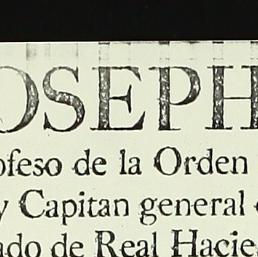 OSEPH
ofeso de la Orden
y Capitan general
ado de Real Hacie